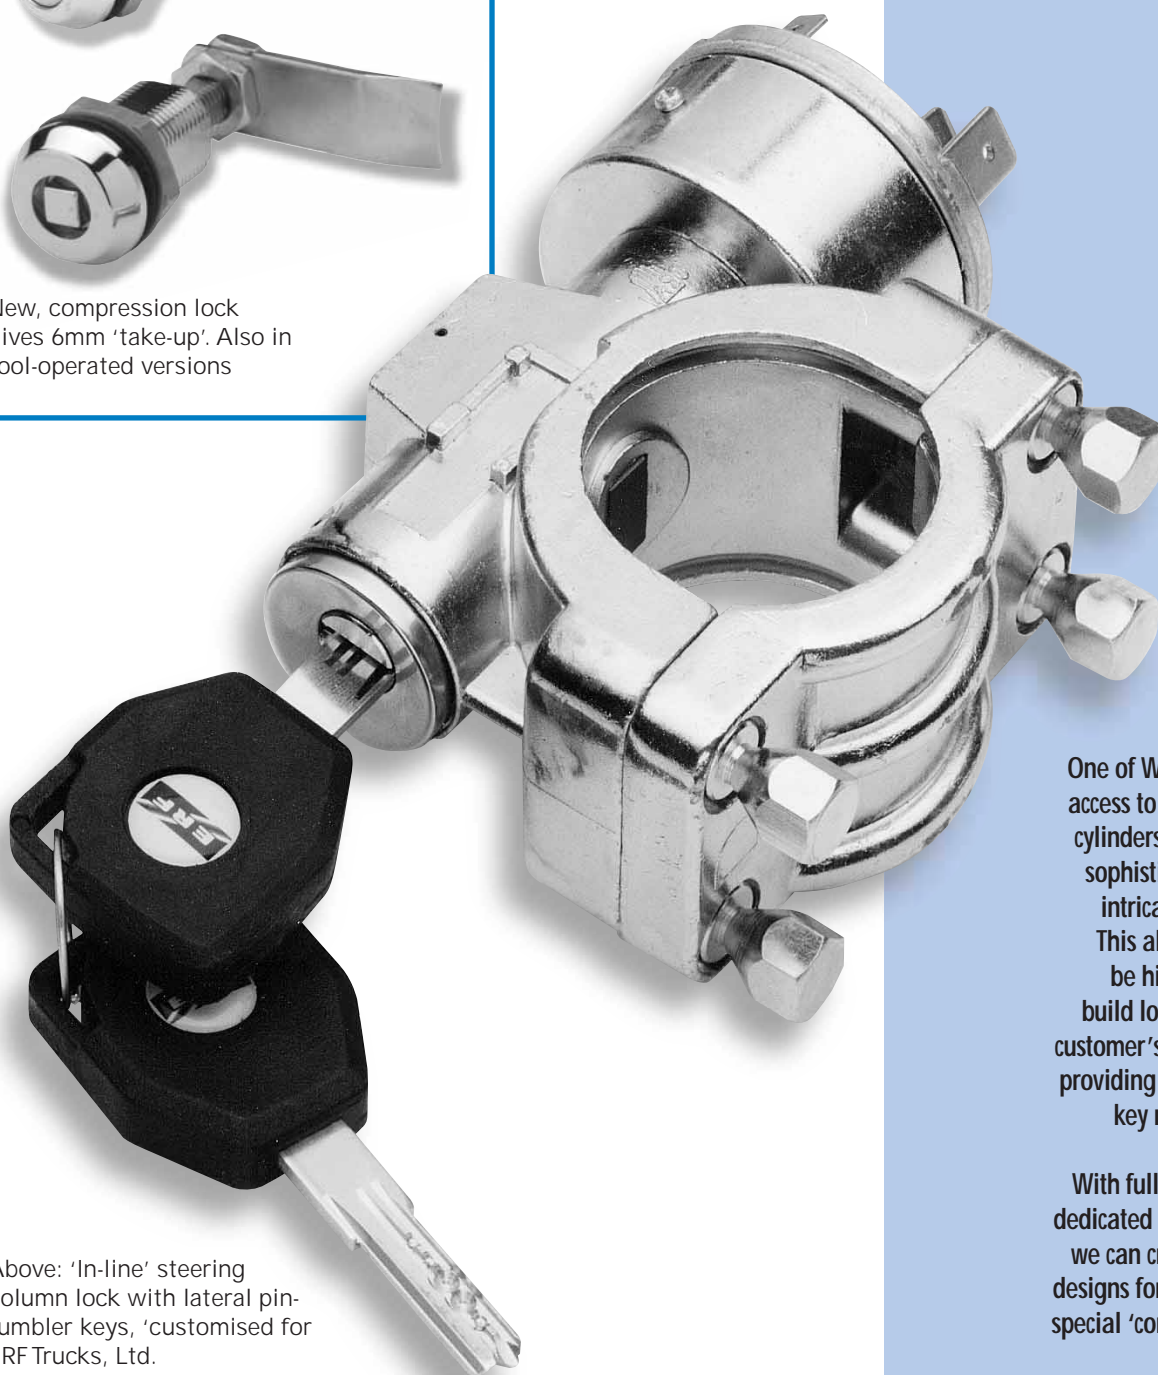 New, compression lock
gives 6mm ‘take-up’. Also in
tool-operated versions
ERF
Above: ‘In-line’ steering
column lock with lateral pin-
tumbler keys, ‘customised for
ERF Trucks, Ltd.
One of W
access to
cylinders
sophist
intrica
This al
be hi
build lo
customer’s
providing
key
With full
dedicated
we can c
designs for
special ‘co